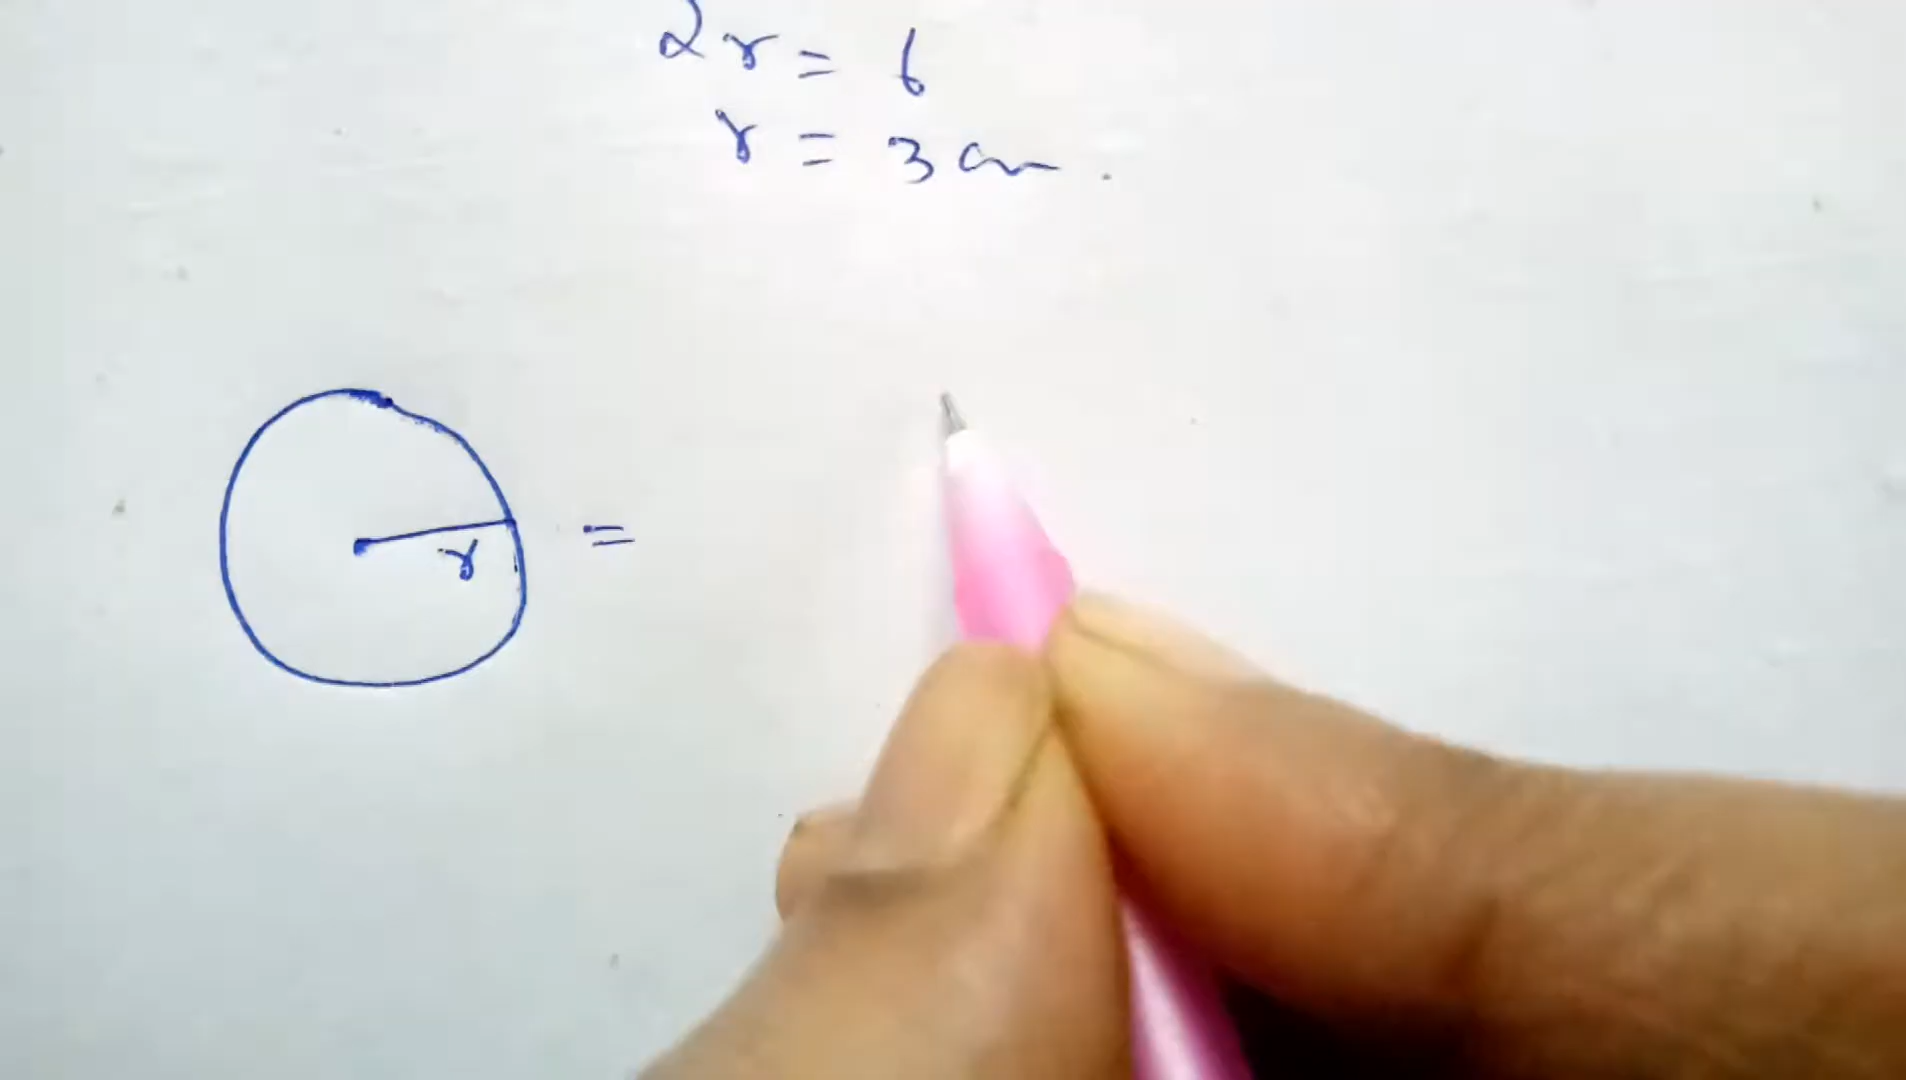 2r = 6
r = 3 cm.
r =